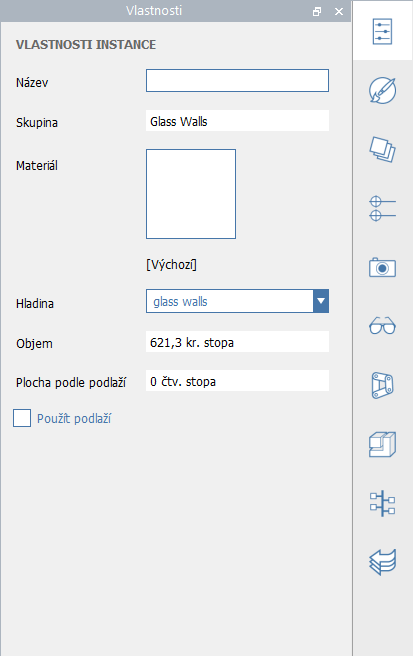 Vlastnosti
VLASTNOSTI INSTANCE
Název
Skupina Glass Walls
Materiál
[Výchozí]
Hladina glass walls
Objem 621,3 kr. stopa
Plocha podle podlaží 0 čtv. stopa
Použít podlaží